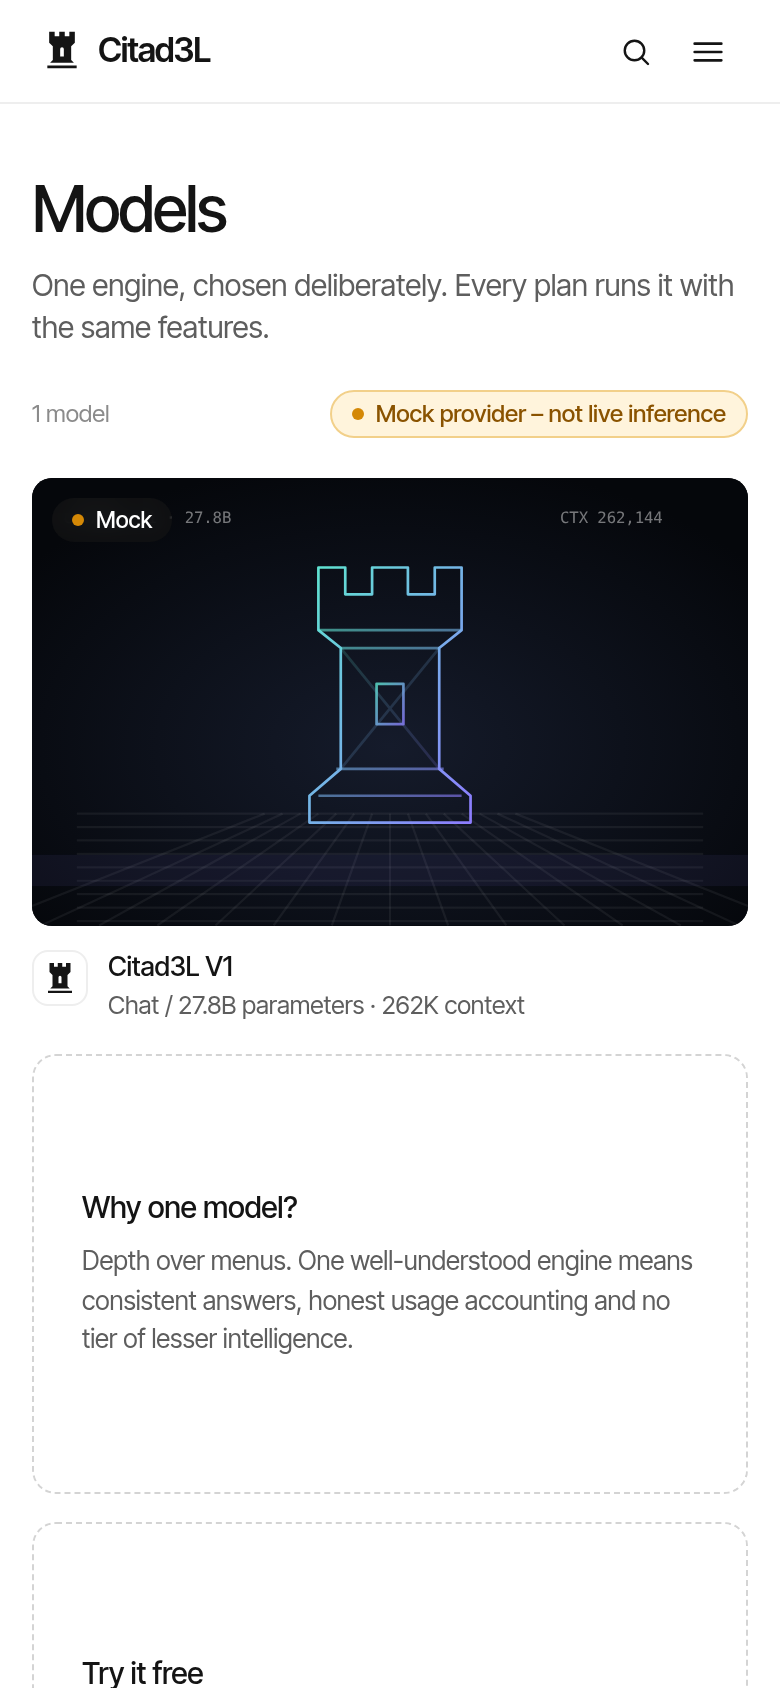 Citad3L
Models
One engine, chosen deliberately. Every plan runs it with
the same features.
1 model
Mock provider – not live inference
Mock
27.8B
CTX 262,144
Citad3L V1
Chat / 27.8B parameters · 262K context
Why one model?
Depth over menus. One well-understood engine means
consistent answers, honest usage accounting and no
tier of lesser intelligence.
Try it free